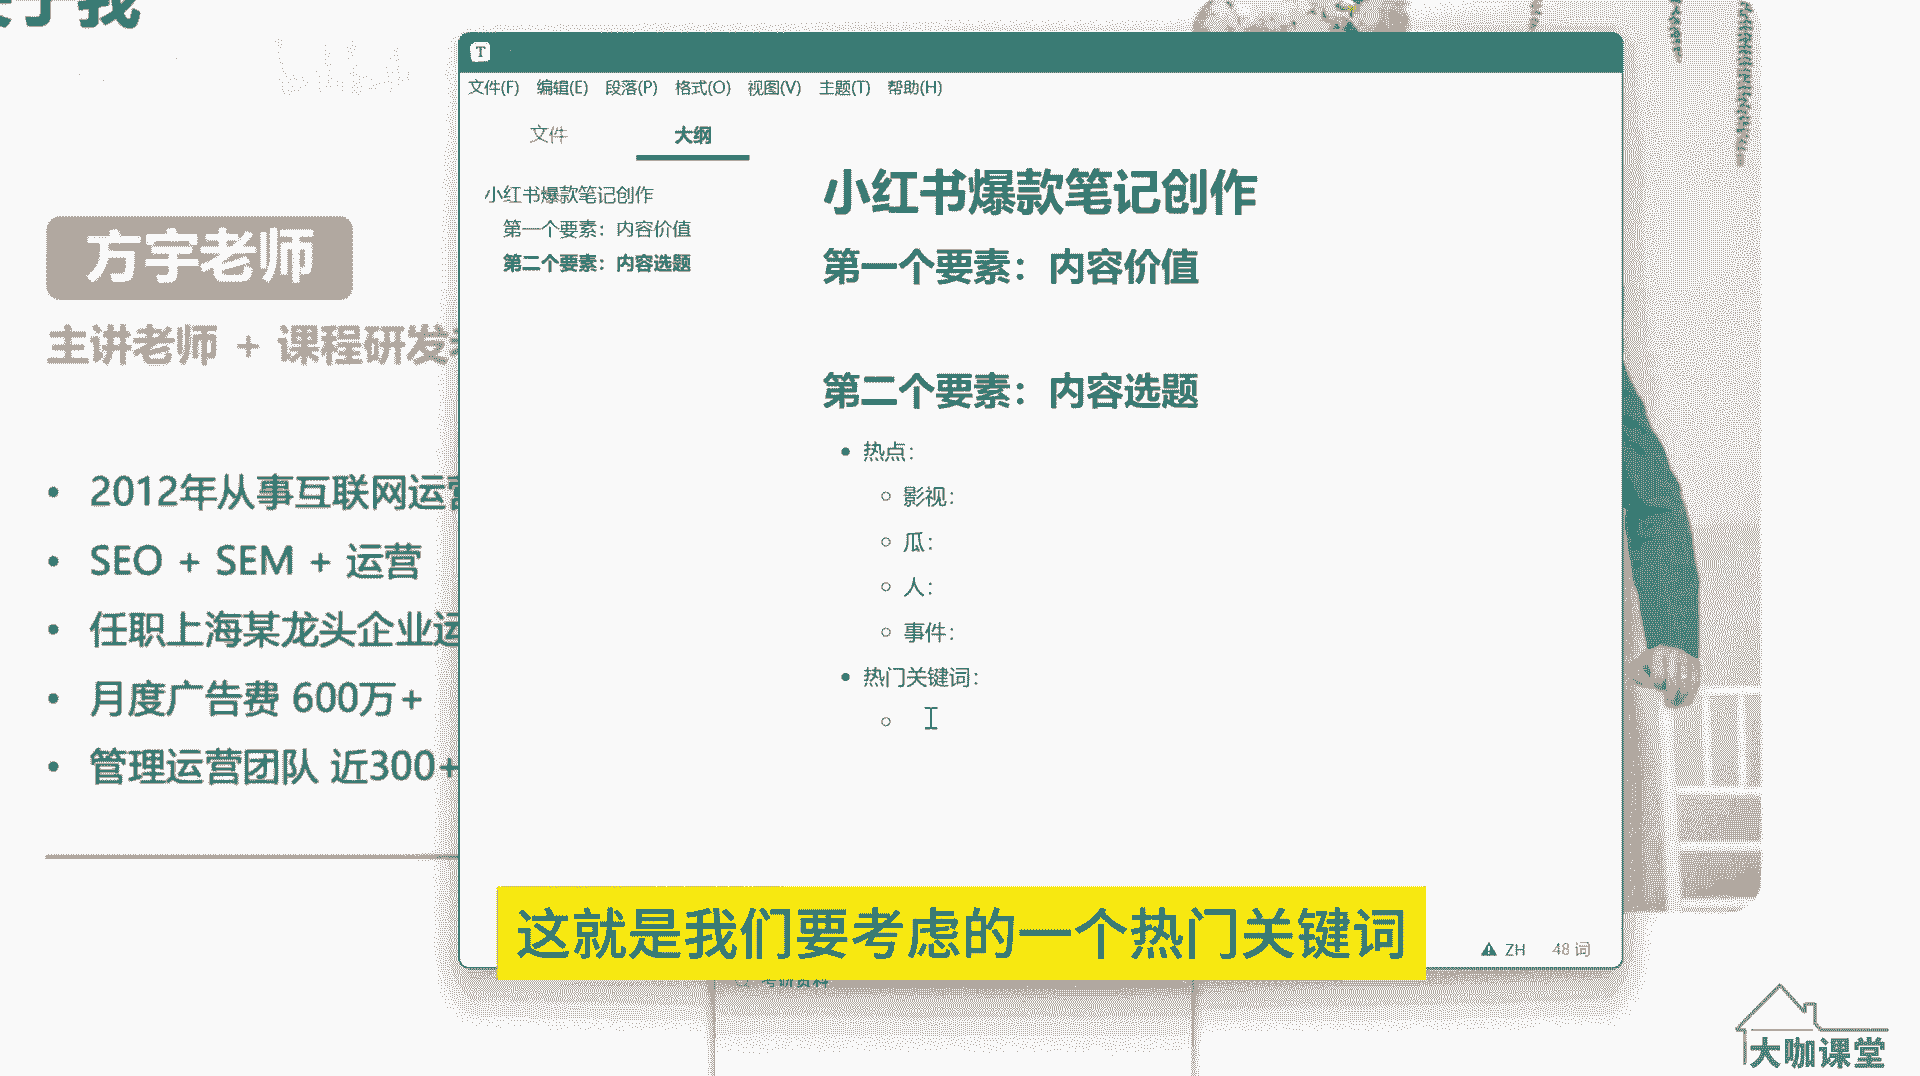 方宇老师
主讲老师 + 课程研发
2012年从事互联网运营
SEO + SEM + 运营
任职上海某龙头企业运
月度广告费 600万+
管理运营团队 近300+
T
文件(F) 编辑(E) 段落(P) 格式(O) 视图(V) 主题(T) 帮助(H)
文件 大纲
小红书爆款笔记创作
第一个要素：内容价值
第二个要素：内容选题
小红书爆款笔记创作
第一个要素：内容价值
第二个要素：内容选题
热点：
影视：
瓜：
人：
事件：
热门关键词：
ZH 48 词
这就是我们要考虑的一个热门关键词
考研资料
大咖课堂